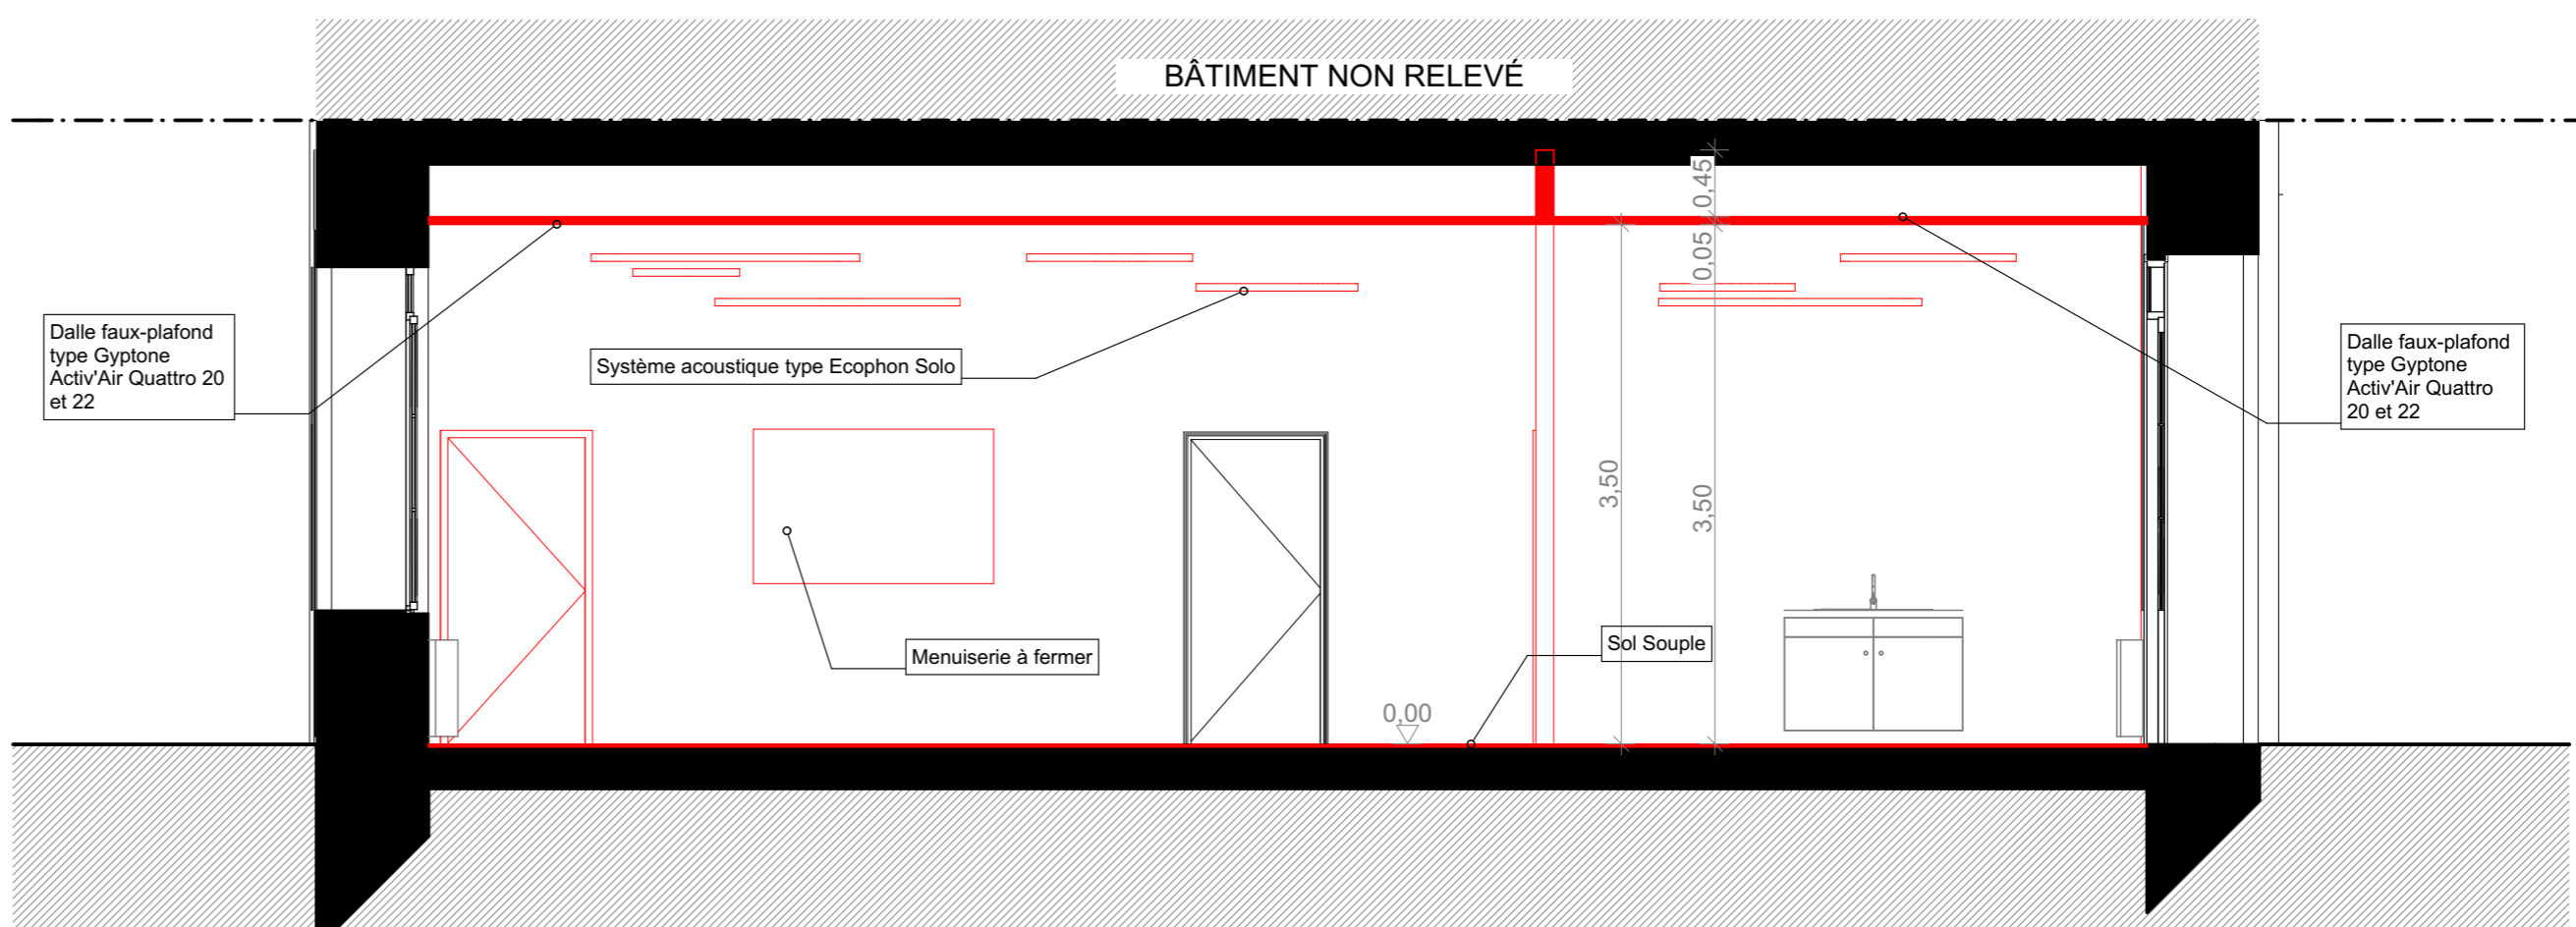 BÂTIMENT NON RELEVÉ
0,45
0,05
Dalle faux-plafond
type Gyptone
Activ'Air Quattro 20
et 22
Système acoustique type Ecophon Solo
Dalle faux-plafond
type Gyptone
Activ'Air Quattro
20 et 22
3,50
3,50
Menuiserie à fermer
Sol Souple
0,00